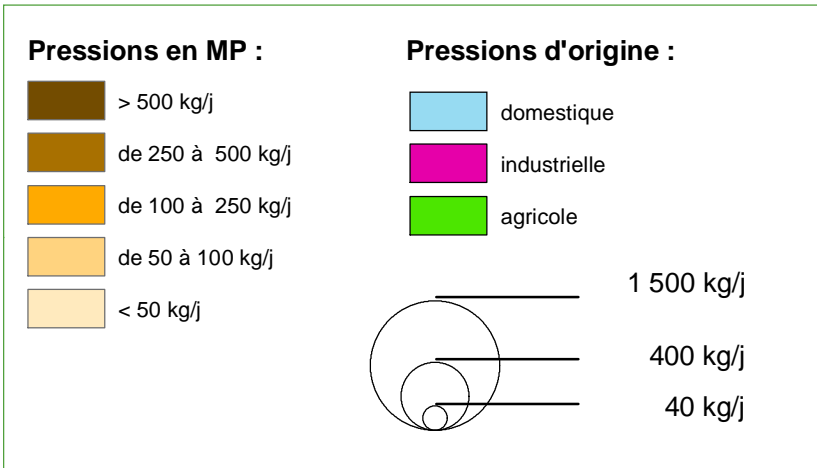 Pressions en MP :
> 500 kg/j
de 250 à 500 kg/j
de 100 à 250 kg/j
de 50 à 100 kg/j
< 50 kg/j
Pressions d'origine :
domestique
industrielle
agricole
1 500 kg/j
400 kg/j
40 kg/j